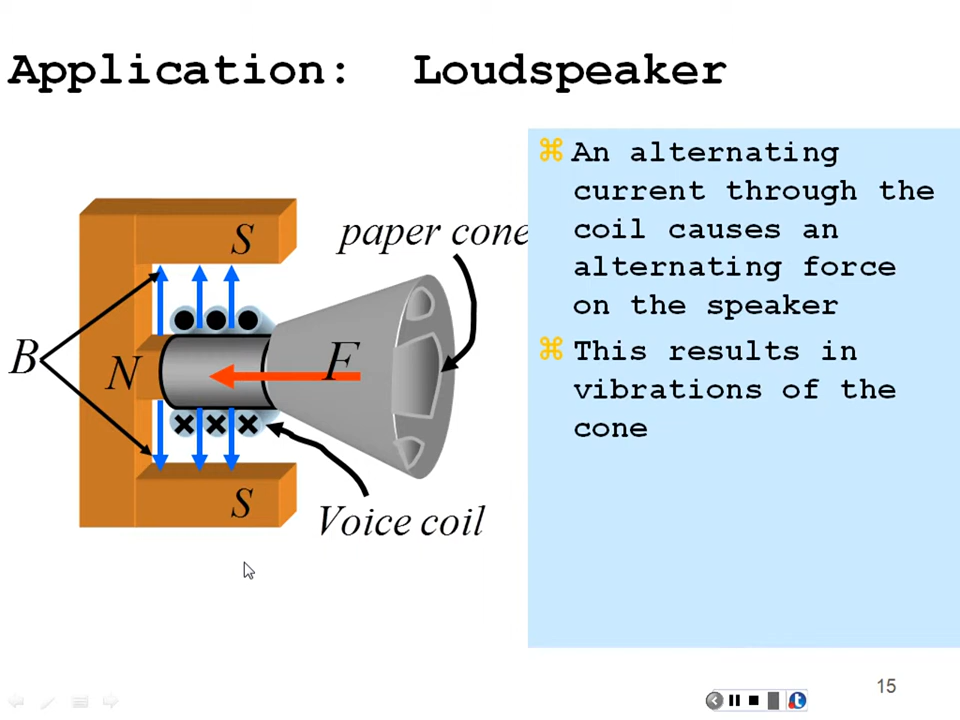 Application: Loudspeaker
S
paper cone
B
N
F
S
Voice coil
An alternating
current through the
coil causes an
alternating force
on the speaker
This results in
vibrations of the
cone
15